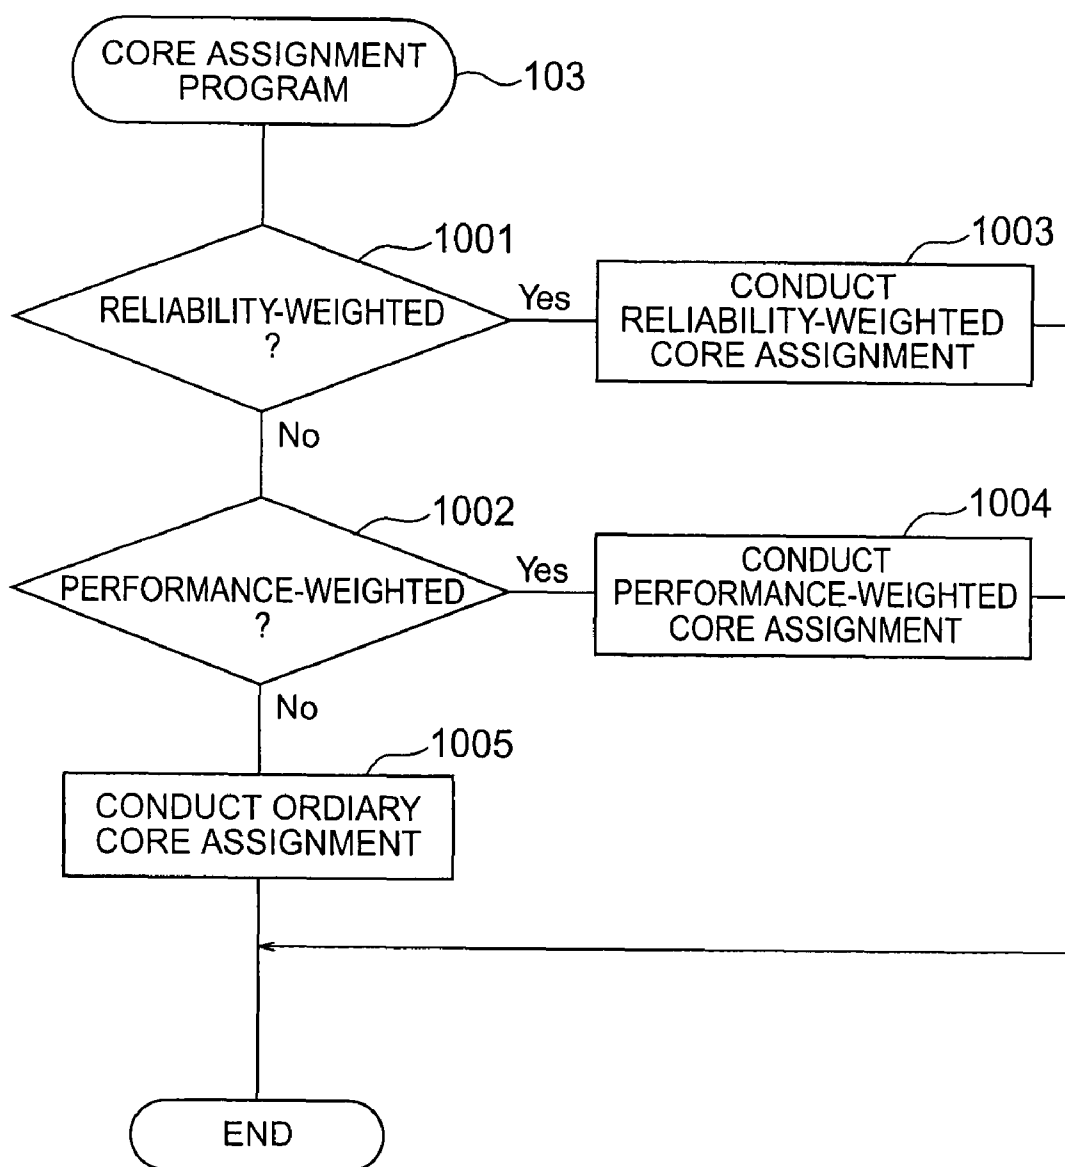 CORE ASSIGNMENT
PROGRAM
103
1001
RELIABILITY-WEIGHTED
?
Yes
1003
CONDUCT
RELIABILITY-WEIGHTED
CORE ASSIGNMENT
No
1002
PERFORMANCE-WEIGHTED
?
Yes
1004
CONDUCT
PERFORMANCE-WEIGHTED
CORE ASSIGNMENT
No
1005
CONDUCT ORDIARY
CORE ASSIGNMENT
END